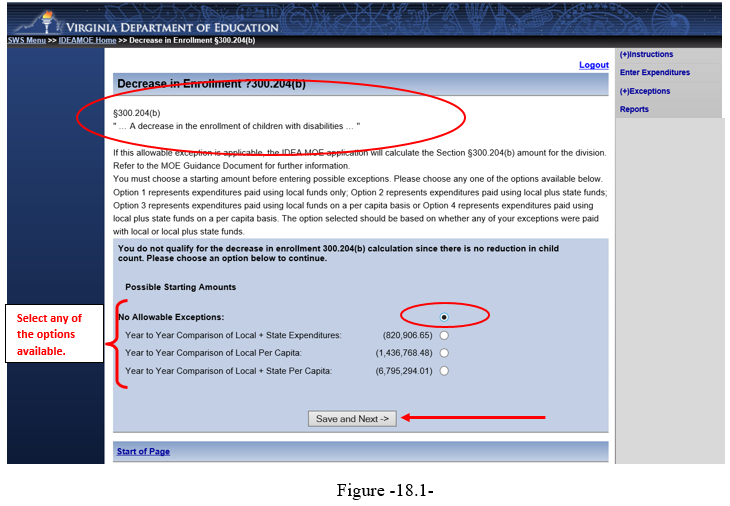 VIRGINIA DEPARTMENT OF EDUCATION
SWS Menu >> IDEAMOE Home >> Decrease in Enrollment §300.204(b)
(+)Instructions
Logout
Enter Expenditures
Decrease in Enrollment ?300.204(b)
(+)Exceptions
Reports
§300.204(b)
" ... A decrease in the enrollment of children with disabilities ... "
If this allowable exception is applicable, the IDEA MOE application will calculate the Section §300.204(b) amount for the division.
Refer to the MOE Guidance Document for further information.
You must choose a starting amount before entering possible exceptions. Please choose any one of the options available below.
Option 1 represents expenditures paid using local funds only; Option 2 represents expenditures paid using local plus state funds;
Option 3 represents expenditures paid using local funds on a per capita basis or Option 4 represents expenditures paid using
local plus state funds on a per capita basis. The option selected should be based on whether any of your exceptions were paid
with local or local plus state funds.
You do not qualify for the decrease in enrollment 300.204(b) calculation since there is no reduction in child
count. Please choose an option below to continue.
Possible Starting Amounts
Select any of
the options
available.
No Allowable Exceptions:
Year to Year Comparison of Local + State Expenditures: (820,906.65)
Year to Year Comparison of Local Per Capita: (1,436,768.48)
Year to Year Comparison of Local + State Per Capita: (6,795,294.01)
Save and Next ->
Start of Page
Figure -18.1-